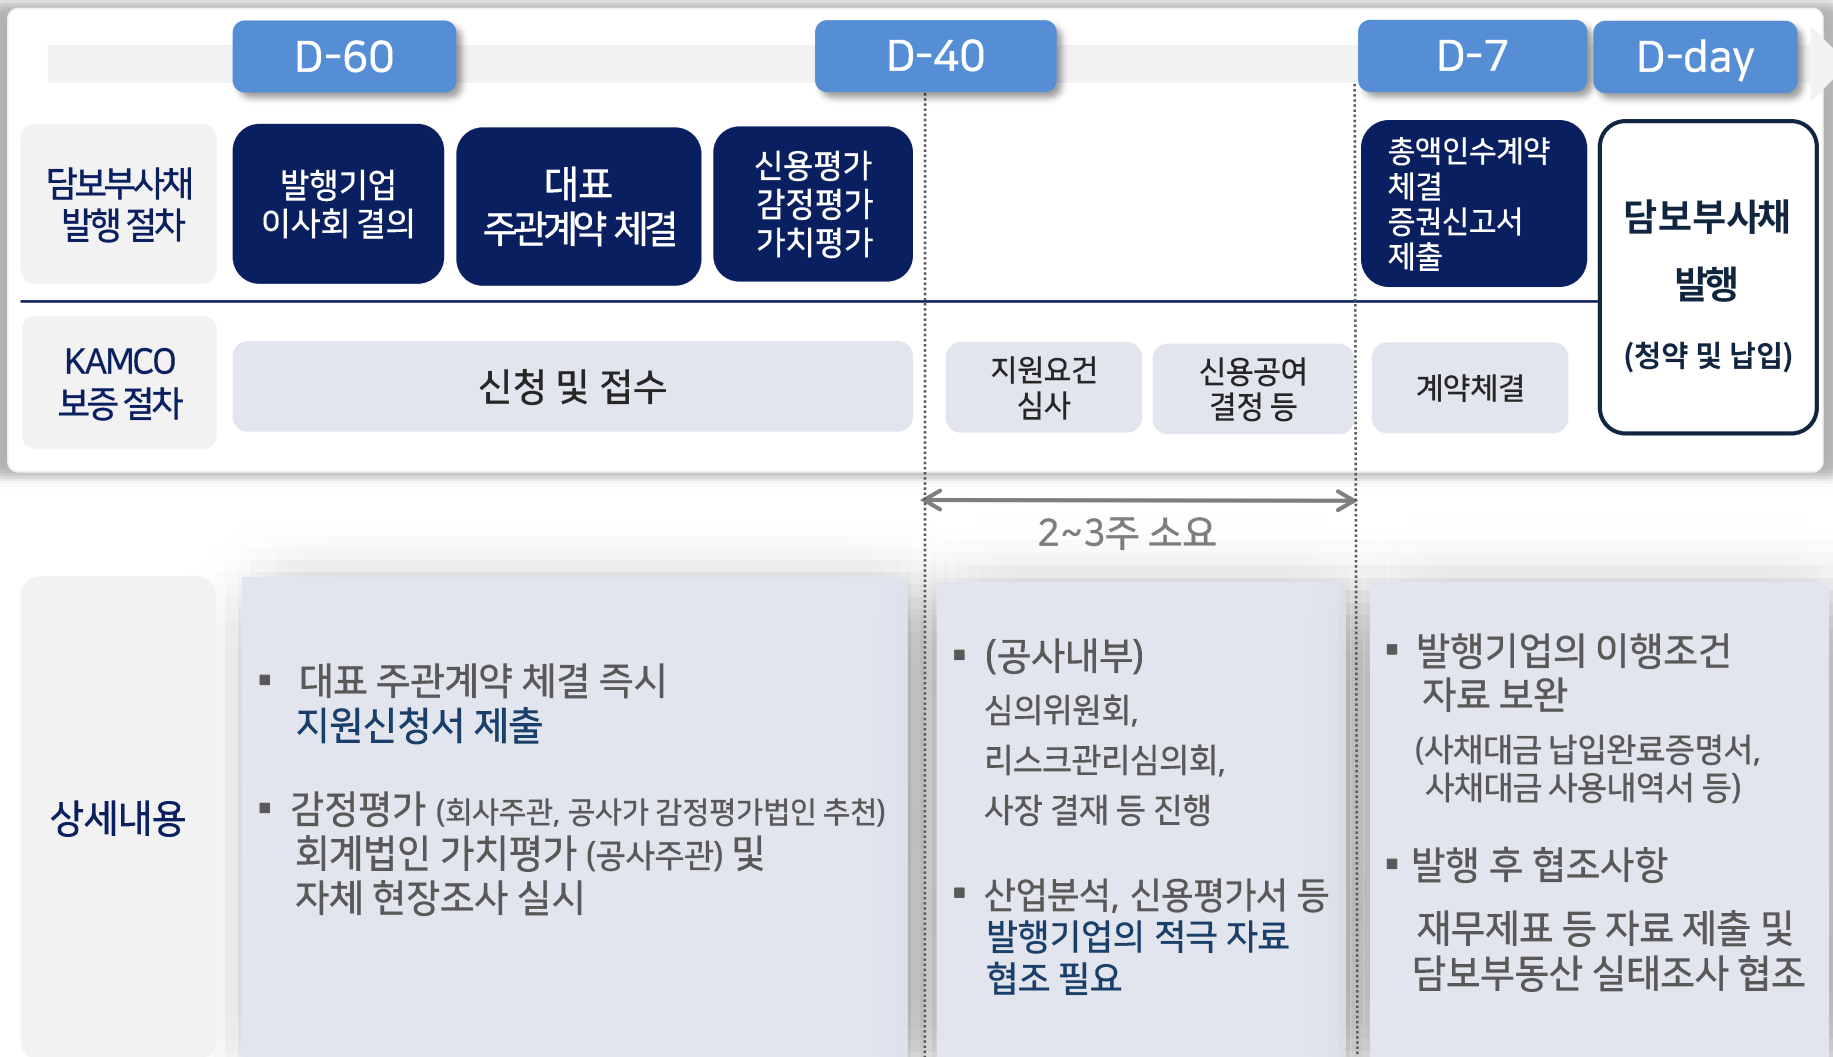 D-60
D-40
D-7
D-day
담보부사채
발행 절차
발행기업
이사회 결의
대표
주관계약 체결
신용평가
감정평가
가치평가
총액인수계약
체결
증권신고서
제출
담보부사채
발행
(청약 및 납입)
KAMCO
보증 절차
신청 및 접수
지원요건
심사
신용공여
결정 등
계약체결
2~3주 소요
상세내용
▪ 대표 주관계약 체결 즉시
지원신청서 제출
▪ 감정평가 (회사주관, 공사가 감정평가법인 추천)
회계법인 가치평가 (공사주관) 및
자체 현장조사 실시
▪ (공사내부)
심의위원회,
리스크관리심의회,
사장 결재 등 진행
▪ 산업분석, 신용평가서 등
발행기업의 적극 자료
협조 필요
▪ 발행기업의 이행조건
자료 보완
(사채대금 납입완료증명서,
사채대금 사용내역서 등)
▪ 발행 후 협조사항
재무제표 등 자료 제출 및
담보부동산 실태조사 협조